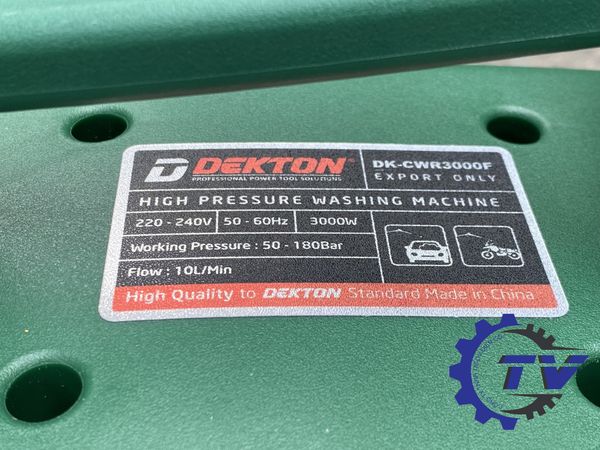 DEKTON®
PROFESSIONAL POWER TOOL SOLUTIONS
DK-CWR3000F
EXPORT ONLY
HIGH PRESSURE WASHING MACHINE
220 - 240V 50 - 60Hz 3000W
Working Pressure : 50 - 180Bar
Flow : 10L/Min
High Quality to DEKTON Standard Made in China
TV